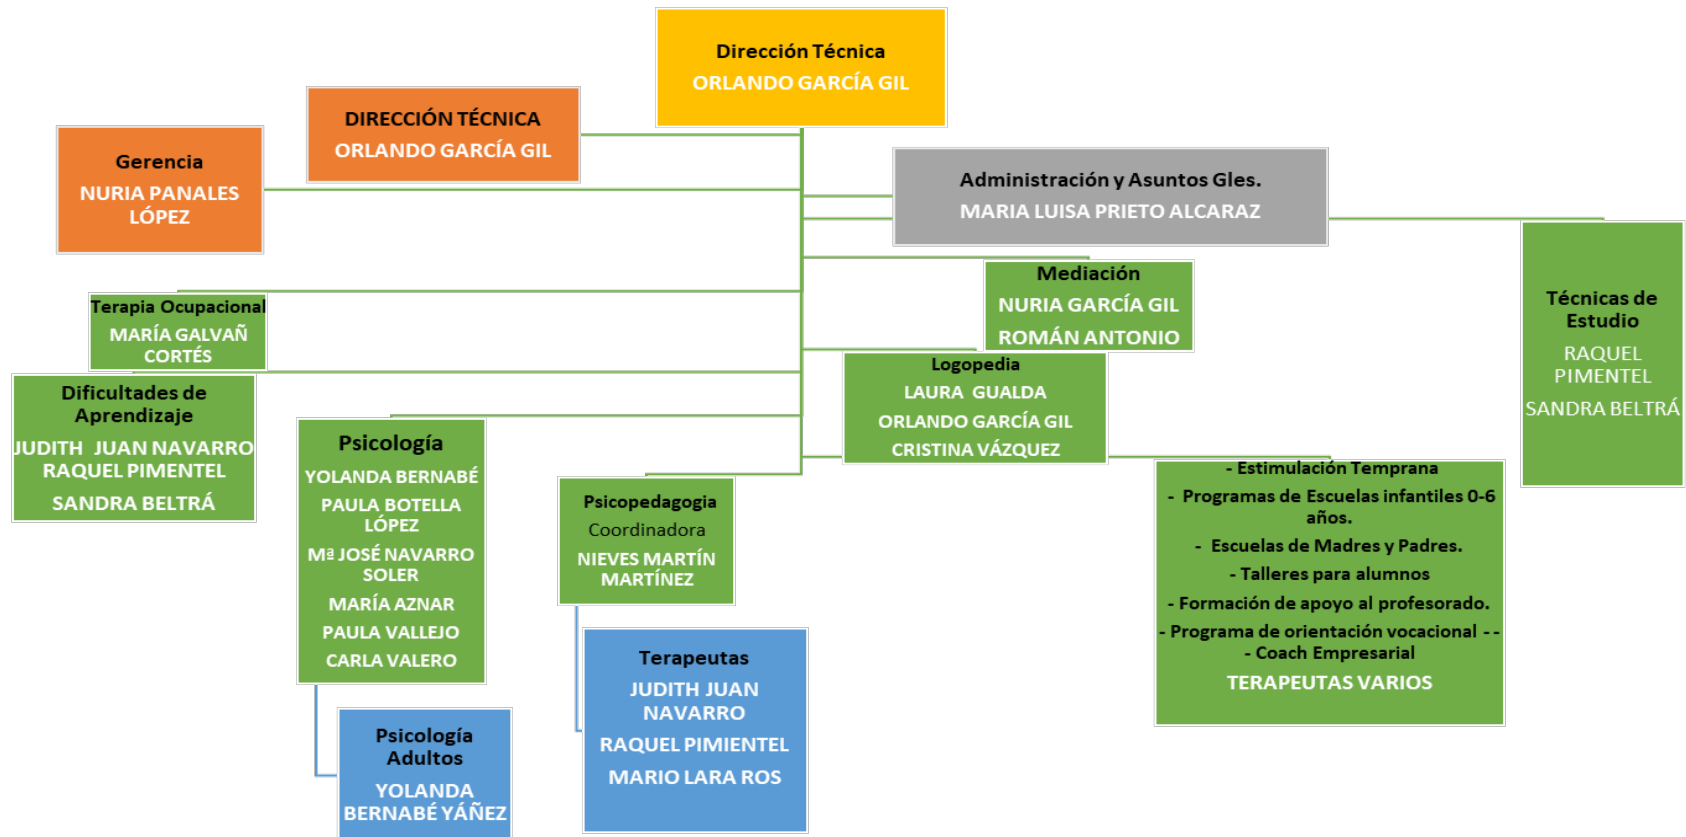 Dirección Técnica
ORLANDO GARCÍA GIL
DIRECCIÓN TÉCNICA
ORLANDO GARCÍA GIL
Gerencia
NURIA PANALES
LÓPEZ
Administración y Asuntos Gles.
MARIA LUISA PRIETO ALCARAZ
Mediación
NURIA GARCÍA GIL
ROMÁN ANTONIO
Técnicas de
Estudio
RAQUEL
PIMENTEL
SANDRA BELTRÁ
Terapia Ocupacional
MARÍA GALVAÑ
CORTÉS
Dificultades de
Aprendizaje
JUDITH JUAN NAVARRO
RAQUEL PIMENTEL
SANDRA BELTRÁ
Logopedia
LAURA GUALDA
ORLANDO GARCÍA GIL
CRISTINA VÁZQUEZ
Psicología
YOLANDA BERNABÉ
PAULA BOTELLA
LÓPEZ
Mª JOSÉ NAVARRO
SOLER
MARÍA AZNAR
PAULA VALLEJO
CARLA VALERO
Psicopedagogia
Coordinadora
NIEVES MARTÍN
MARTÍNEZ
- Estimulación Temprana
- Programas de Escuelas infantiles 0-6
años.
- Escuelas de Madres y Padres.
- Talleres para alumnos
- Formación de apoyo al profesorado.
- Programa de orientación vocacional - -
- Coach Empresarial
TERAPEUTAS VARIOS
Terapeutas
JUDITH JUAN
NAVARRO
RAQUEL PIMIENTEL
MARIO LARA ROS
Psicología
Adultos
YOLANDA
BERNABÉ YÁÑEZ